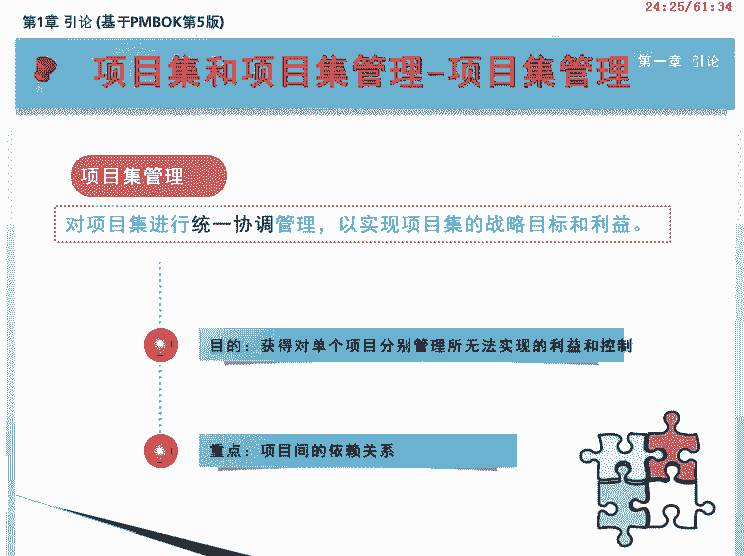 24:25/61:34
第1章 引论 (基于PMBOK第5版)
项目集和项目集管理-项目集管理
第一章 引论
项目集管理
对项目集进行统一协调管理，以实现项目集的战略目标和利益。
目的：获得对单个项目分别管理所无法实现的利益和控制
重点：项目间的依赖关系